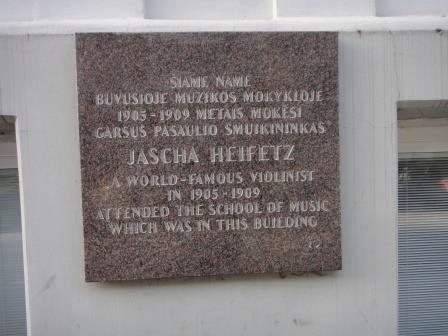 ŠIAME NAME
BUVUSIOJE MUZIKOS MOKYKLOJE
1905-1909 METAIS MOKĖSI
GARSUS PASAULIO SMUIKININKAS
JASCHA HEIFETZ
A WORLD-FAMOUS VIOLINIST
IN 1905-1909
ATTENDED THE SCHOOL OF MUSIC
WHICH WAS IN THIS BUILDING